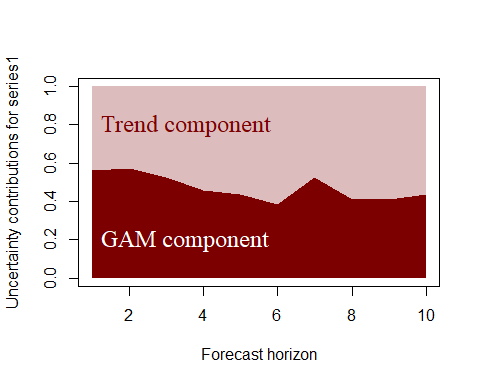 Uncertainty contributions for series1
1.0
0.8
0.6
0.4
0.2
0.0
Trend component
GAM component
2 4 6 8 10
Forecast horizon